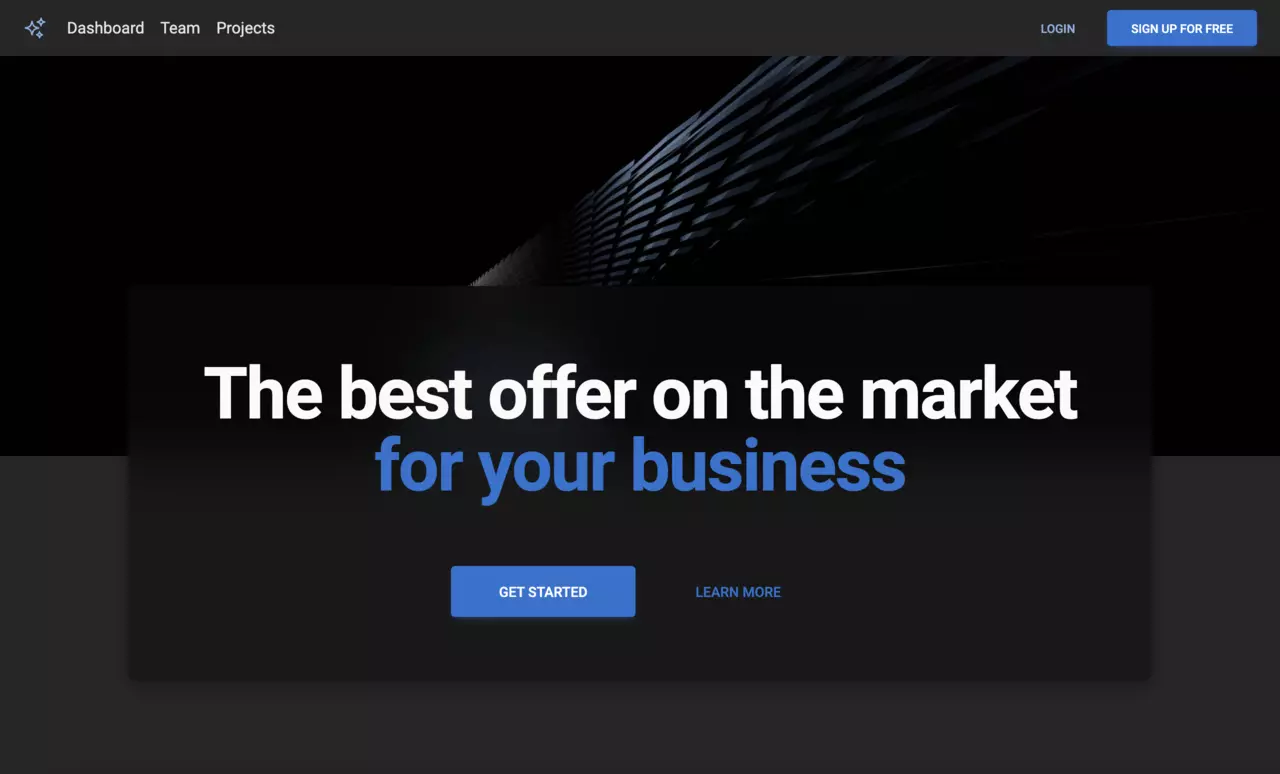 Dashboard Team Projects LOGIN SIGN UP FOR FREE
The best offer on the market
for your business
GET STARTED LEARN MORE